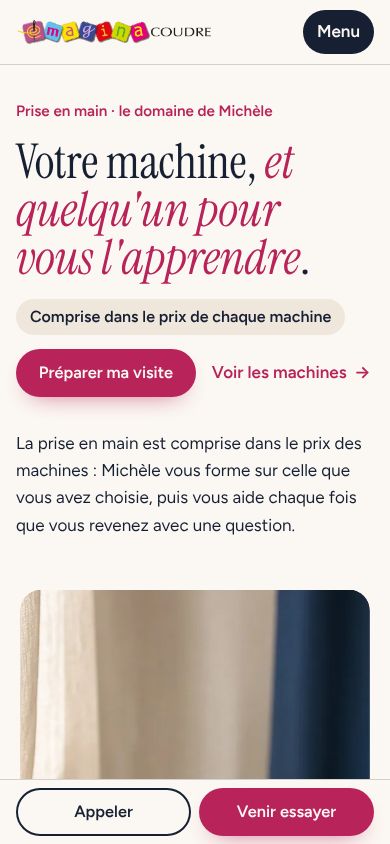 imagina COUDRE
Menu
Prise en main · le domaine de Michèle
Votre machine, et
quelqu'un pour
vous l'apprendre.
Comprise dans le prix de chaque machine
Préparer ma visite
Voir les machines →
La prise en main est comprise dans le prix des
machines : Michèle vous forme sur celle que
vous avez choisie, puis vous aide chaque fois
que vous revenez avec une question.
Appeler
Venir essayer